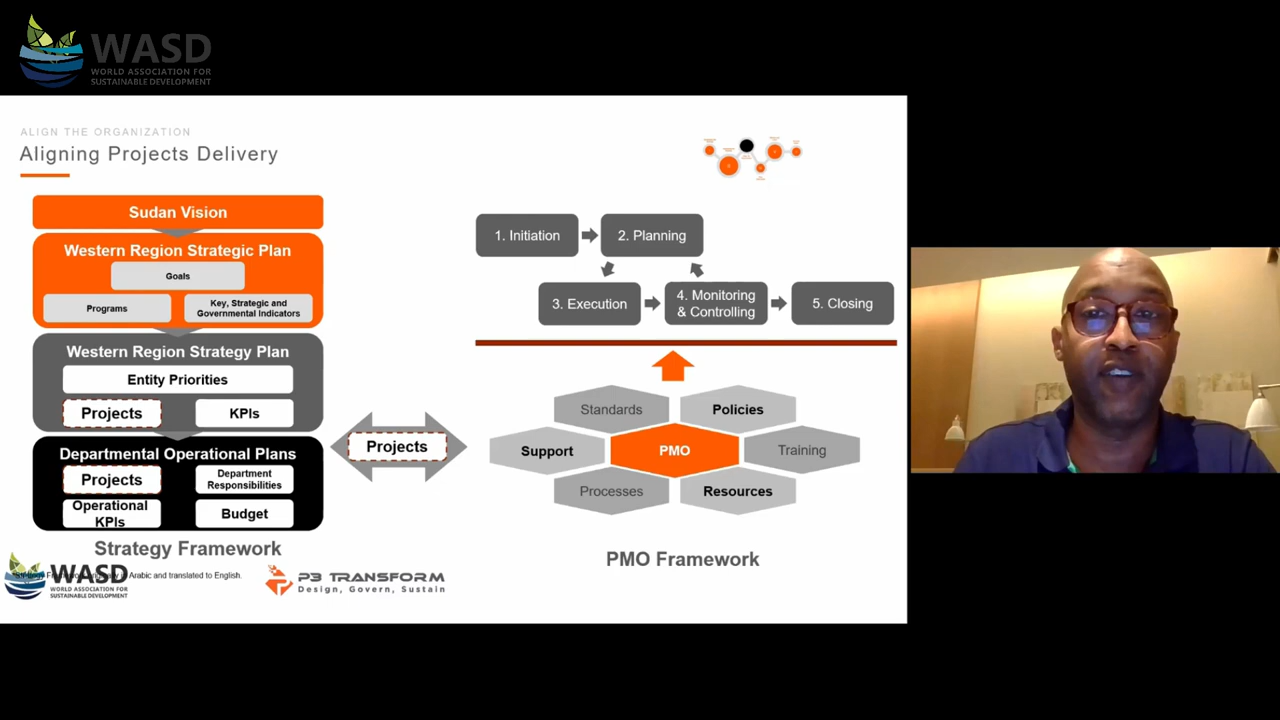 WASD
WORLD ASSOCIATION FOR
SUSTAINABLE DEVELOPMENT
ALIGN THE ORGANIZATION
Aligning Projects Delivery
Sudan Vision
Western Region Strategic Plan
Goals
Programs
Key, Strategic and
Governmental Indicators
Western Region Strategy Plan
Entity Priorities
Projects
KPIs
Departmental Operational Plans
Projects
Department
Responsibilities
Operational
KPIs
Budget
Strategy Framework
Projects
1. Initiation
2. Planning
3. Execution
4. Monitoring
& Controlling
5. Closing
Standards
Policies
Support
PMO
Training
Processes
Resources
PMO Framework
WASD
WORLD ASSOCIATION FOR
SUSTAINABLE DEVELOPMENT
Arabic and translated to English.
P3 TRANSFORM
Design, Govern, Sustain